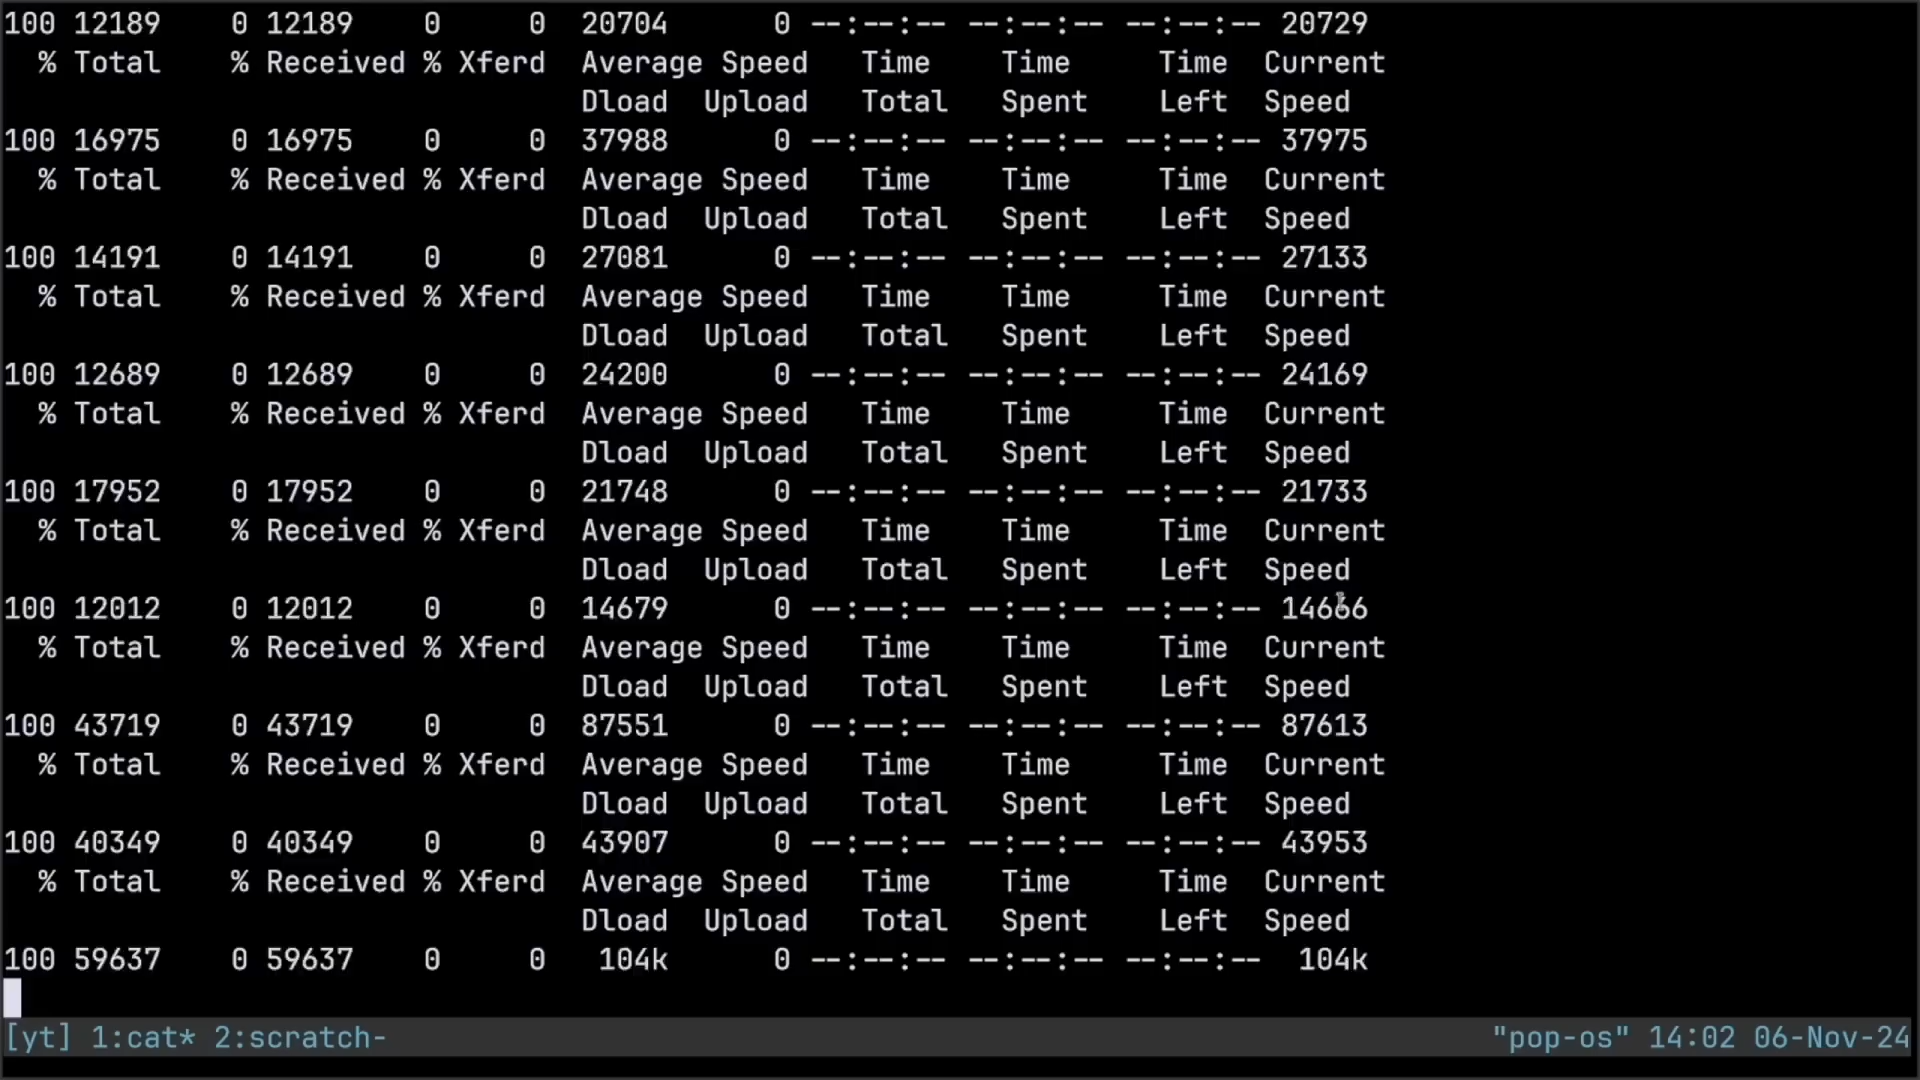 100 12189    0 12189    0     0  20704      0 --:--:-- --:--:-- --:--:-- 20729
  % Total    % Received % Xferd  Average Speed   Time    Time     Time  Current
                                 Dload  Upload   Total   Spent    Left  Speed
100 16975    0 16975    0     0  37988      0 --:--:-- --:--:-- --:--:-- 37975
  % Total    % Received % Xferd  Average Speed   Time    Time     Time  Current
                                 Dload  Upload   Total   Spent    Left  Speed
100 14191    0 14191    0     0  27081      0 --:--:-- --:--:-- --:--:-- 27133
  % Total    % Received % Xferd  Average Speed   Time    Time     Time  Current
                                 Dload  Upload   Total   Spent    Left  Speed
100 12689    0 12689    0     0  24200      0 --:--:-- --:--:-- --:--:-- 24169
  % Total    % Received % Xferd  Average Speed   Time    Time     Time  Current
                                 Dload  Upload   Total   Spent    Left  Speed
100 17952    0 17952    0     0  21748      0 --:--:-- --:--:-- --:--:-- 21733
  % Total    % Received % Xferd  Average Speed   Time    Time     Time  Current
                                 Dload  Upload   Total   Spent    Left  Speed
100 12012    0 12012    0     0  14679      0 --:--:-- --:--:-- --:--:-- 14666
  % Total    % Received % Xferd  Average Speed   Time    Time     Time  Current
                                 Dload  Upload   Total   Spent    Left  Speed
100 43719    0 43719    0     0  87551      0 --:--:-- --:--:-- --:--:-- 87613
  % Total    % Received % Xferd  Average Speed   Time    Time     Time  Current
                                 Dload  Upload   Total   Spent    Left  Speed
100 40349    0 40349    0     0  43907      0 --:--:-- --:--:-- --:--:-- 43953
  % Total    % Received % Xferd  Average Speed   Time    Time     Time  Current
                                 Dload  Upload   Total   Spent    Left  Speed
100 59637    0 59637    0     0   104k      0 --:--:-- --:--:-- --:--:--  104k
[yt] 1:cat* 2:scratch- "pop-os" 14:02 06-Nov-24